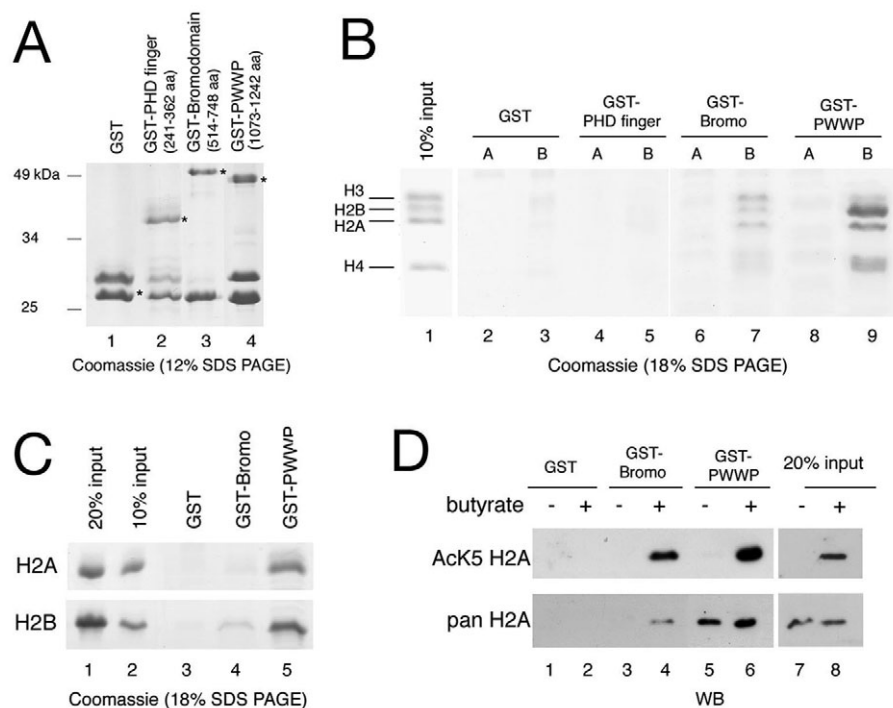 A
GST
GST-PHD finger
(241-362 aa)
GST-Bromodomain
(514-748 aa)
GST-PWWP
(1073-1242 aa)
49 kDa
34
25
*
*
*
*
1 2 3 4
Coomassie (12% SDS PAGE)
B
10% input
GST
GST-
PHD finger
GST-
Bromo
GST-
PWWP
A B A B A B A B
H3
H2B
H2A
H4
1 2 3 4 5 6 7 8 9
Coomassie (18% SDS PAGE)
C
20% input
10% input
GST
GST-Bromo
GST-PWWP
H2A
H2B
1 2 3 4 5
Coomassie (18% SDS PAGE)
D
GST
GST-
Bromo
GST-
PWWP
20% input
butyrate - + - + - + - +
AcK5 H2A
pan H2A
1 2 3 4 5 6 7 8
WB